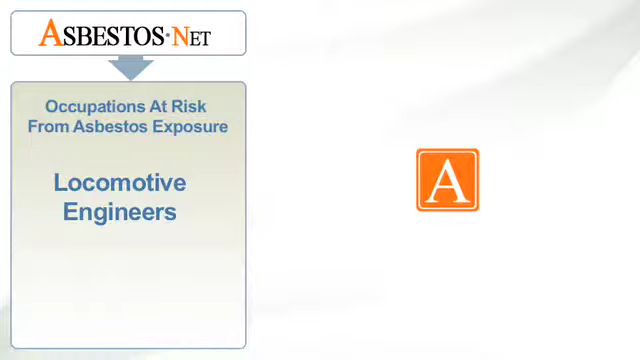 ASBESTOS·NET
Occupations At Risk
From Asbestos Exposure
Locomotive
Engineers
A